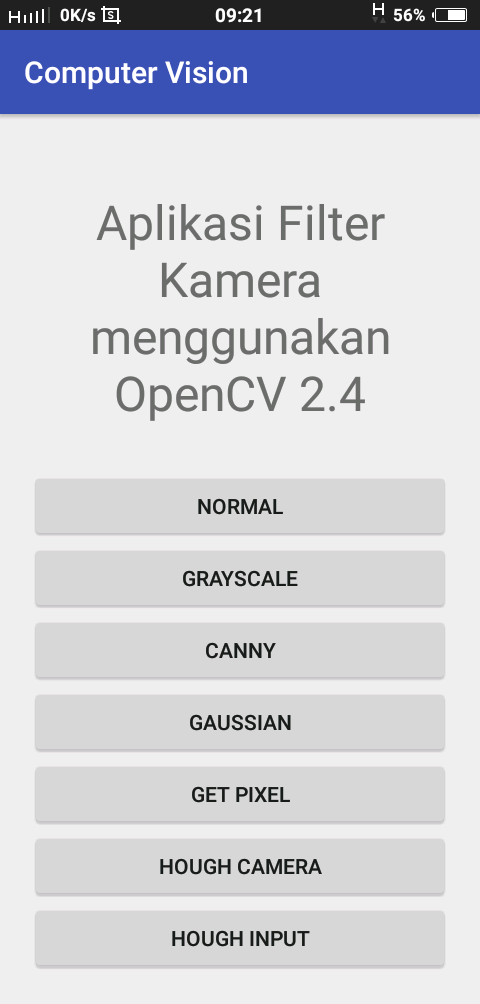 H 0K/s S 09:21 H 56%
Computer Vision
Aplikasi Filter
Kamera
menggunakan
OpenCV 2.4
NORMAL
GRAYSCALE
CANNY
GAUSSIAN
GET PIXEL
HOUGH CAMERA
HOUGH INPUT